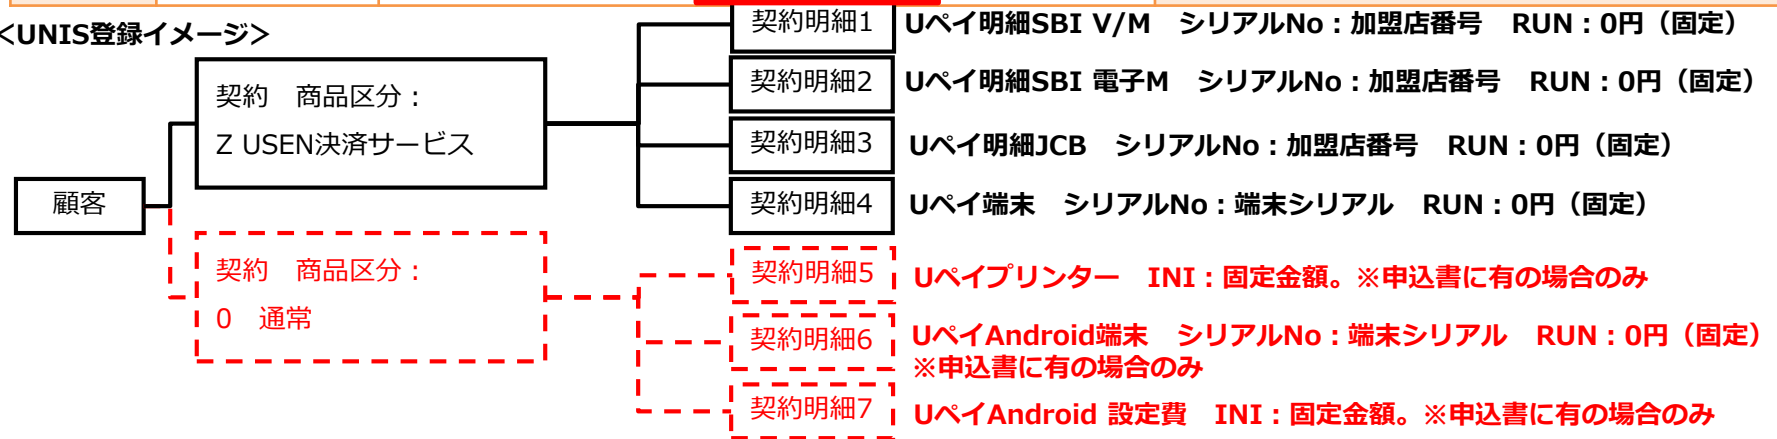 <UNIS登録イメージ>
顧客
契約　商品区分：
Z USEN決済サービス
契約　商品区分：
0　通常
契約明細1　Uペイ明細SBI V/M　シリアルNo：加盟店番号　RUN：0円（固定）
契約明細2　Uペイ明細SBI 電子M　シリアルNo：加盟店番号　RUN：0円（固定）
契約明細3　Uペイ明細JCB　シリアルNo：加盟店番号　RUN：0円（固定）
契約明細4　Uペイ端末　シリアルNo：端末シリアル　RUN：0円（固定）
契約明細5　Uペイプリンター　INI：固定金額。※申込書に有の場合のみ
契約明細6　UペイAndroid端末　シリアルNo：端末シリアル　RUN：0円（固定）
※申込書に有の場合のみ
契約明細7　UペイAndroid 設定費　INI：固定金額。※申込書に有の場合のみ